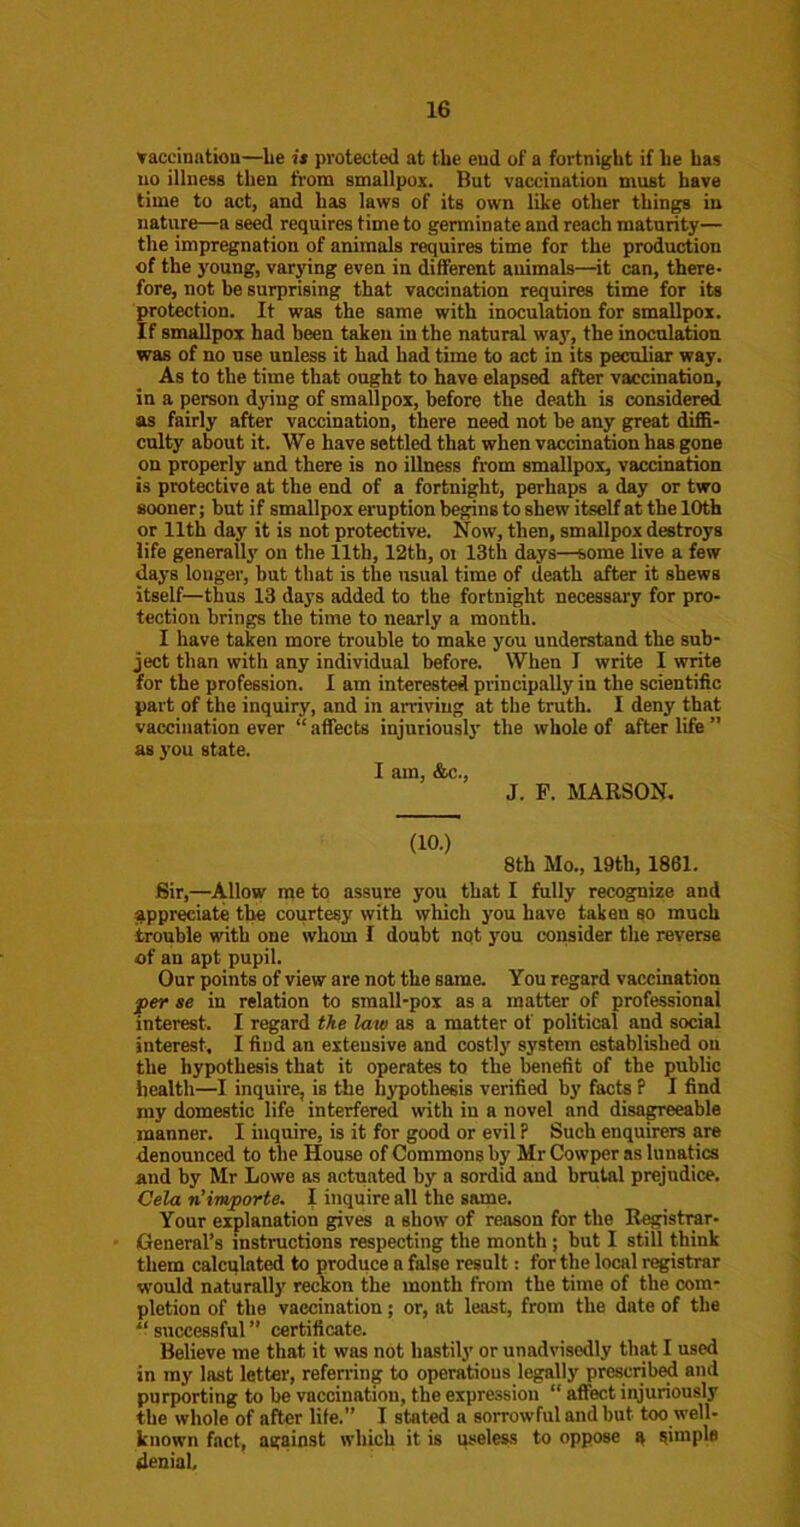 16
vaccination—he is protected at the end of a fortnight if he has
no illness then from smallpox. But vaccination must have
time to act, and has laws of its own like other things in
nature—a seed requires time to germinate and reach maturity—
the impregnation of animals requires time for the production
of the young, varying even in different animals—it can, there-
fore, not be surprising that vaccination requires time for its
protection. It was the same with inoculation for smallpox.
If smallpox had been taken in the natural way, the inoculation
was of no use unless it had had time to act in its peculiar way.
As to the time that ought to have elapsed after vaccination,
in a person dying of smallpox, before the death is considered
as fairly after vaccination, there need not be any great diffi-
culty about it. We have settled that when vaccination has gone
on properly and there is no illness from smallpox, vaccination
is protective at the end of a fortnight, perhaps a day or two
sooner; but if smallpox eruption begins to shew itself at the 10th
or 11th day it is not protective. Now, then, smallpox destroys
life generally on the 11th, 12th, or 13th days—some live a few
days longer, but that is the usual time of death after it shews
itself—thus 13 days added to the fortnight necessary for pro-
tection brings the time to nearly a month.
I have taken more trouble to make you understand the sub-
ject than with any individual before. When I write I write
for the profession. I am interested principally in the scientific
part of the inquiry, and in arriving at the truth. I deny that
vaccination ever “affects injuriously the whole of after life”
as you state.
I am, &c.,
J. F. MARSON.
(10.)
8th Mo., 19th, 1861.
Sir,—Allow me to assure you that I fully recognize and
appreciate the courtesy with which you have taken so much
trouble with one whom I doubt not you consider the reverse
of an apt pupil.
Our points of view are not the same. You regard vaccination
per se in relation to small-pox as a matter of professional
interest. I regard the law as a matter of political and social
interest. I find an extensive and costly system established on
the hypothesis that it operates to the benefit of the public
health—I inquire, is the hypothesis verified by facts? I find
my domestic life interfered with in a novel and disagreeable
manner. I inquire, is it for good or evil? Such enquirers are
denounced to the House of Commons by Mr Cowper as lunatics
and by Mr Lowe as actuated by a sordid and brutal prejudice.
Cela n’importe. I inquire all the same.
Your explanation gives a show of reason for the Registrar-
General’s instructions respecting the month; but I still think
them calculated to produce a false result: for the local registrar
would naturally reckon the month from the time of the com-
pletion of the vaccination; or, at least, from the date of the
“successful” certificate.
Believe me that it was not hastily or unadvisedly that I used
in my last letter, referring to operations legally prescribed and
purporting to be vaccination, the expression “affect injuriously
the whole of after life.” I stated a sorrowful and but too well-
known fact, against which it is useless to oppose a simple
denial.